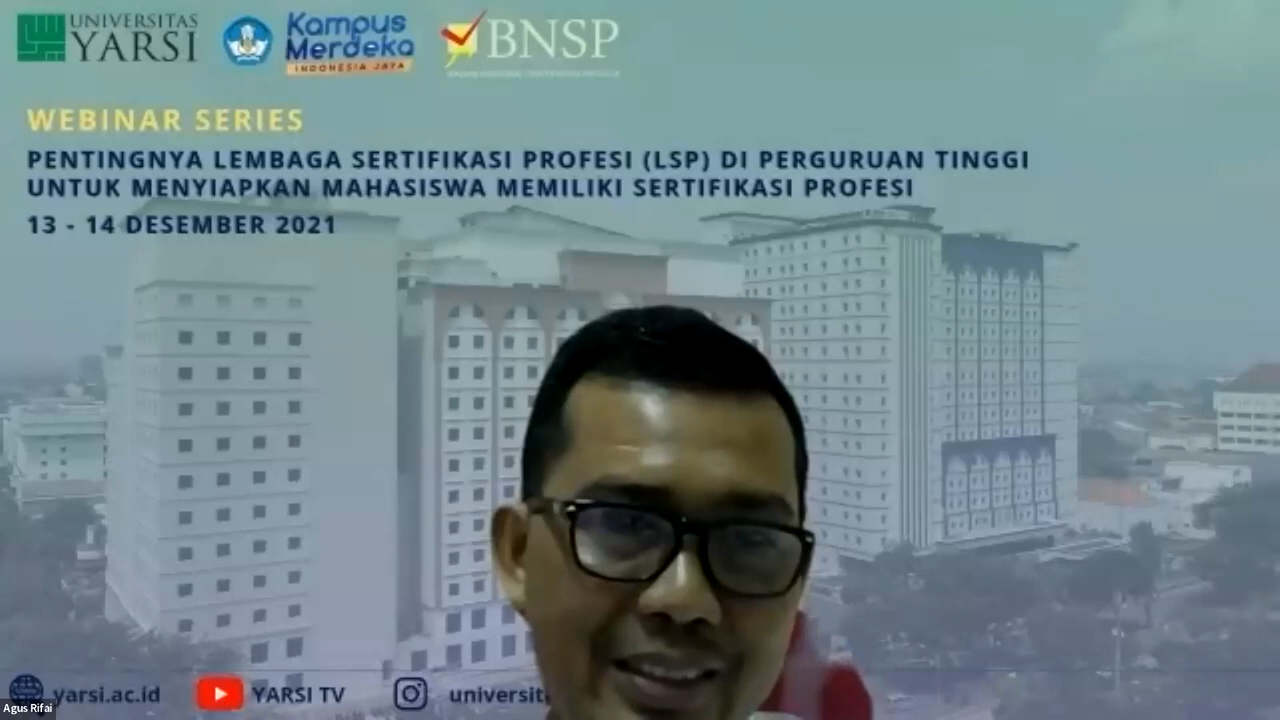 UNIVERSITAS
YARSI
Kampus
Merdeka
INDONESIA JAYA
BNSP
WEBINAR SERIES
PENTINGNYA LEMBAGA SERTIFIKASI PROFESI (LSP) DI PERGURUAN TINGGI
UNTUK MENYIAPKAN MAHASISWA MEMILIKI SERTIFIKASI PROFESI
13 - 14 DESEMBER 2021
yarsi.ac.id
YARSI TV
Agus Rifai